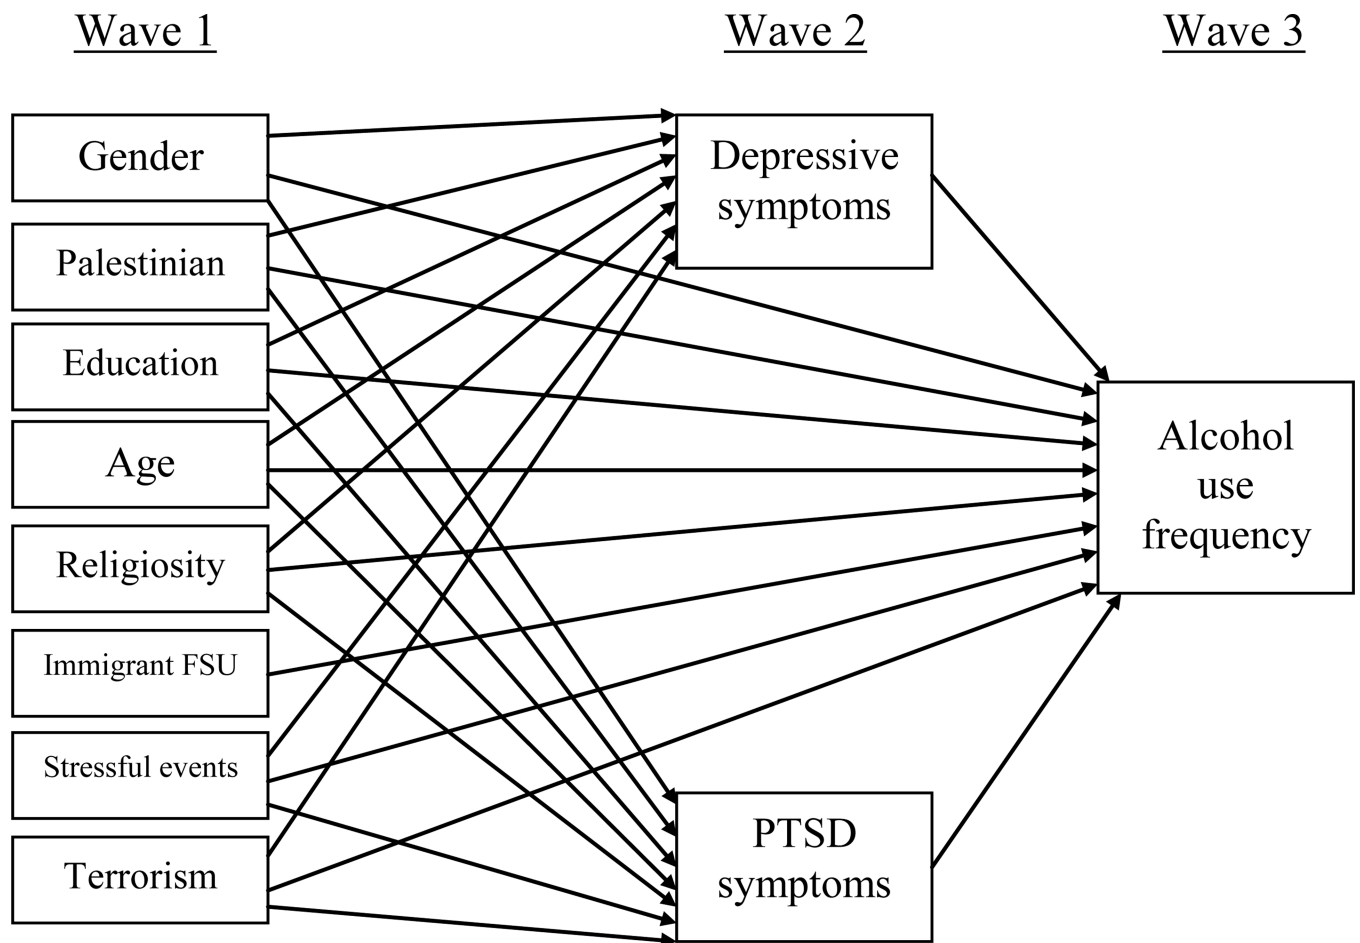 Wave 1
Wave 2
Wave 3
Gender
Palestinian
Education
Age
Religiosity
Immigrant FSU
Stressful events
Terrorism
Depressive
symptoms
PTSD
symptoms
Alcohol
use
frequency